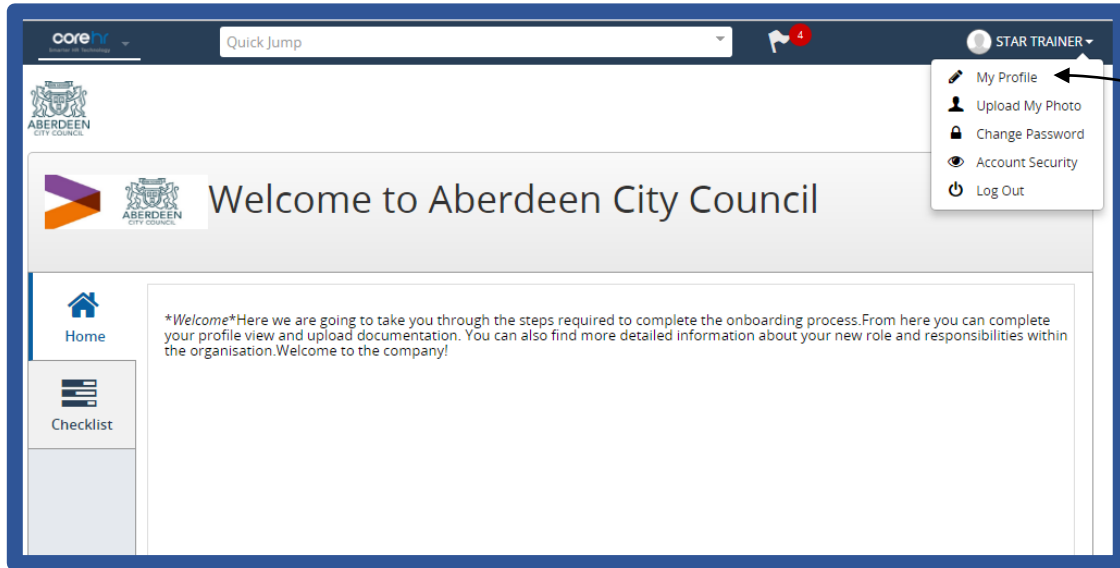 corehr
Smarter HR Technology
Quick Jump
4
STAR TRAINER
My Profile
Upload My Photo
Change Password
Account Security
Log Out
ABERDEEN
CITY COUNCIL
ABERDEEN
CITY COUNCIL
Welcome to Aberdeen City Council
Home
*Welcome*Here we are going to take you through the steps required to complete the onboarding process.From here you can complete
your profile view and upload documentation. You can also find more detailed information about your new role and responsibilities within
the organisation.Welcome to the company!
Checklist